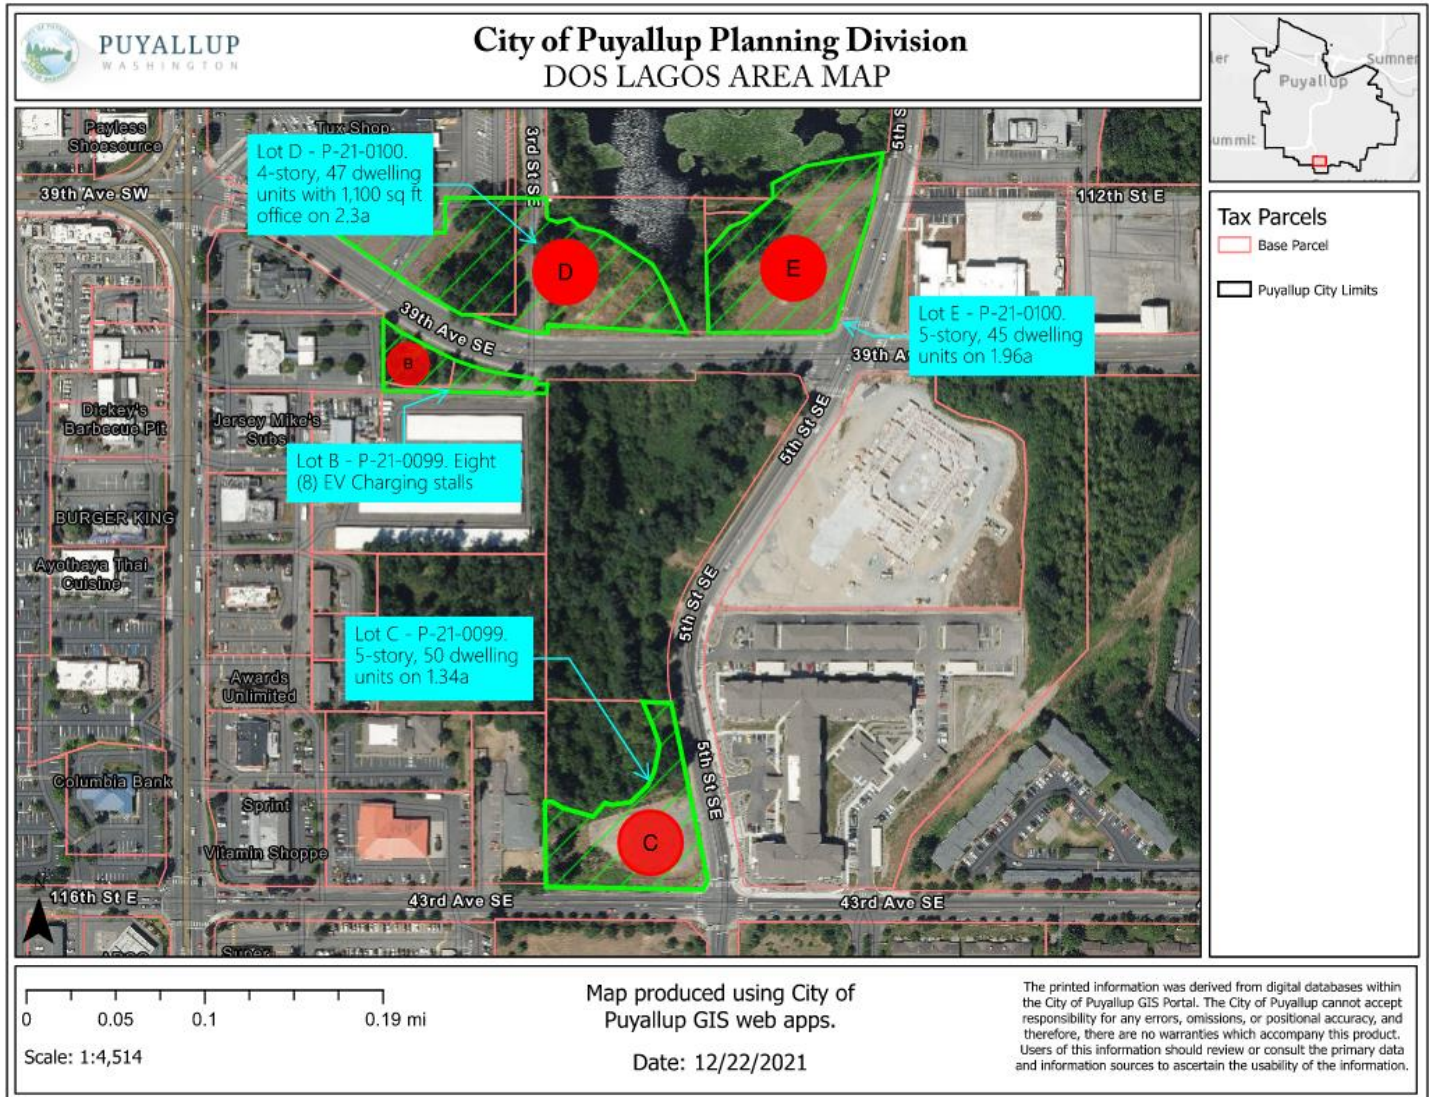 PUYALLUP
WASHINGTON
City of Puyallup Planning Division
DOS LAGOS AREA MAP
Puyallup
Sumner
ler
ummit
Tax Parcels
Base Parcel
Puyallup City Limits
Payless
Shoesource
Tux Shop
39th Ave SW
3rd St SE
5th S
112th St E
Lot D - P-21-0100.
4-story, 47 dwelling
units with 1,100 sq ft
office on 2.3a
D
E
39th Ave SE
Lot E - P-21-0100.
5-story, 45 dwelling
units on 1.96a
39th A
B
Dickey's
Barbecue Pit
Jersey Mike's
Subs
5th St SE
Lot B - P-21-0099. Eight
(8) EV Charging stalls
BURGER KING
Ayothaya Thai
Cuisine
5th St SE
Lot C - P-21-0099.
5-story, 50 dwelling
units on 1.34a
Awards
Unlimited
5th St SE
Columbia Bank
Sprint
C
Vitamin Shoppe
116th St E
43rd Ave SE
43rd Ave SE
Super
0
0.05
0.1
0.19 mi
Scale: 1:4,514
Map produced using City of
Puyallup GIS web apps.
Date: 12/22/2021
The printed information was derived from digital databases within
the City of Puyallup GIS Portal. The City of Puyallup cannot accept
responsibility for any errors, omissions, or positional accuracy, and
therefore, there are no warranties which accompany this product.
Users of this information should review or consult the primary data
and information sources to ascertain the usability of the information.